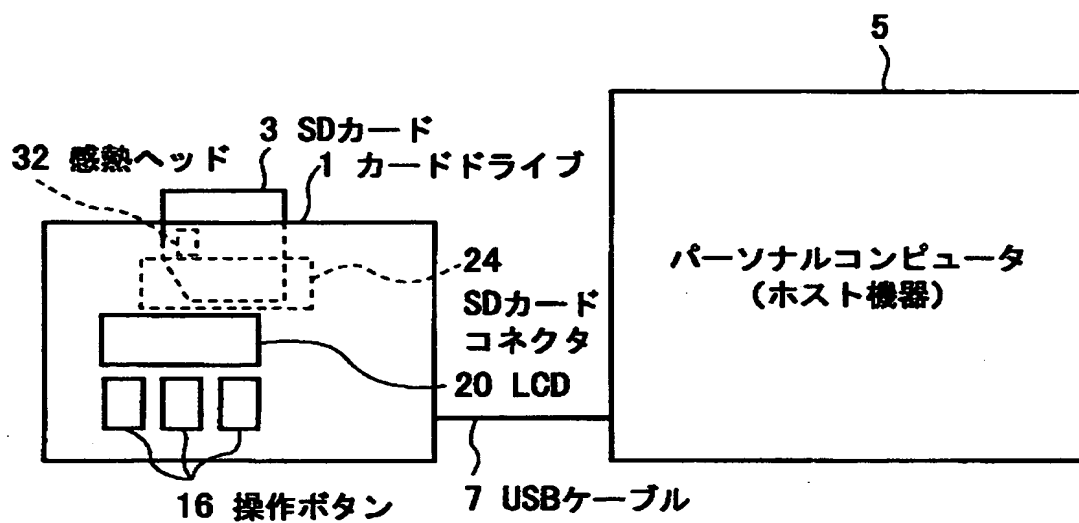 5
3 SDカード
32 感熱ヘッド
1 カードドライブ
24
SDカード
コネクタ
パーソナルコンピュータ
(ホスト機器)
20 LCD
16 操作ボタン
7 USBケーブル